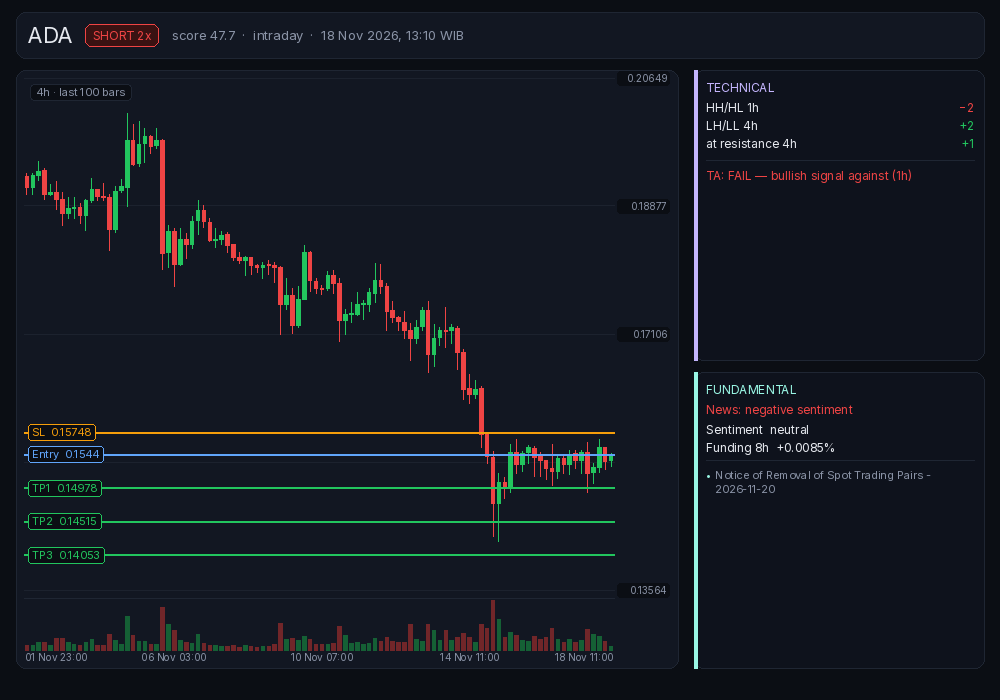 ADA SHORT 2x score 47.7 · intraday · 18 Nov 2026, 13:10 WIB
4h · last 100 bars
0.20649
0.18877
0.17106
0.13564
SL 0.15748
Entry 0.1544
TP1 0.14978
TP2 0.14515
TP3 0.14053
01 Nov 23:00 06 Nov 03:00 10 Nov 07:00 14 Nov 11:00 18 Nov 11:00
TECHNICAL
HH/HL 1h −2
LH/LL 4h +2
at resistance 4h +1
TA: FAIL — bullish signal against (1h)
FUNDAMENTAL
News: negative sentiment
Sentiment neutral
Funding 8h +0.0085%
• Notice of Removal of Spot Trading Pairs -
2026-11-20